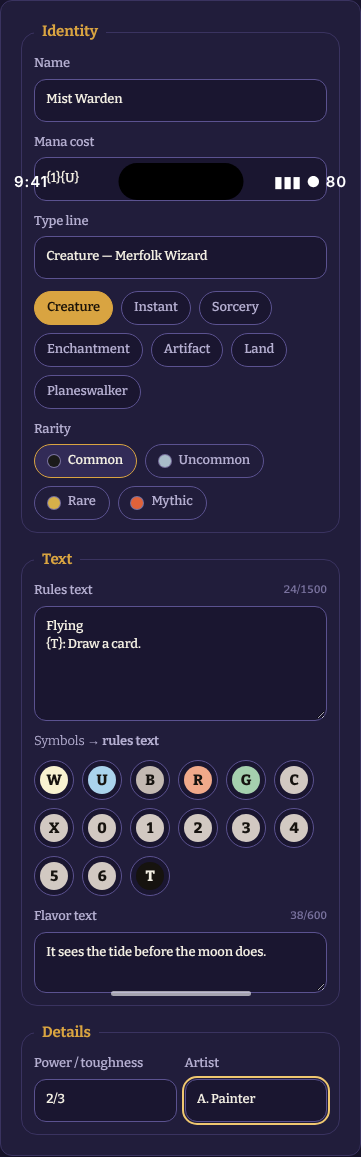 Identity
Name
Mist Warden
Mana cost
9:41
{1}{U}
80
Type line
Creature — Merfolk Wizard
Creature Instant Sorcery
Enchantment Artifact Land
Planeswalker
Rarity
Common Uncommon
Rare Mythic
Text
Rules text 24/1500
Flying
{T}: Draw a card.
Symbols → rules text
W U B R G C
X 0 1 2 3 4
5 6 T
Flavor text 38/600
It sees the tide before the moon does.
Details
Power / toughness Artist
2/3 A. Painter